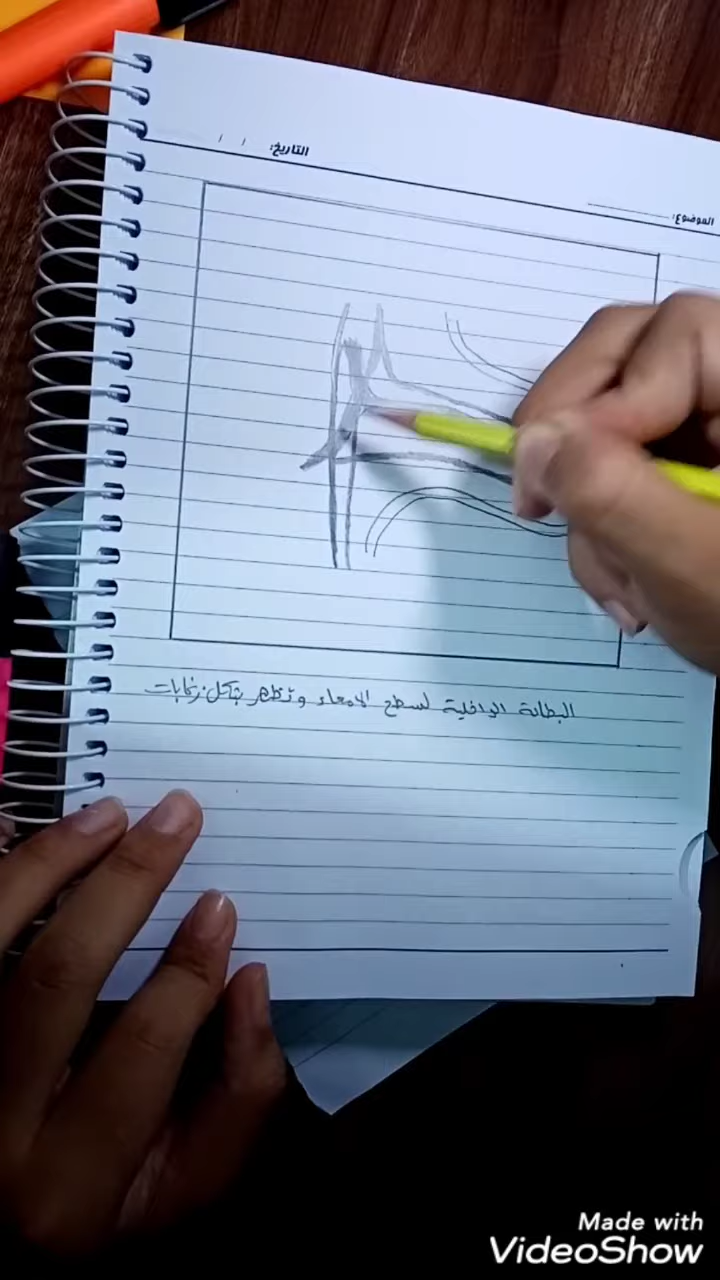 التاريخ: / /
الموضوع:
البطانة الداخلية لسطح الامعاء وتظهر بشكل زغابات
Made with
VideoShow